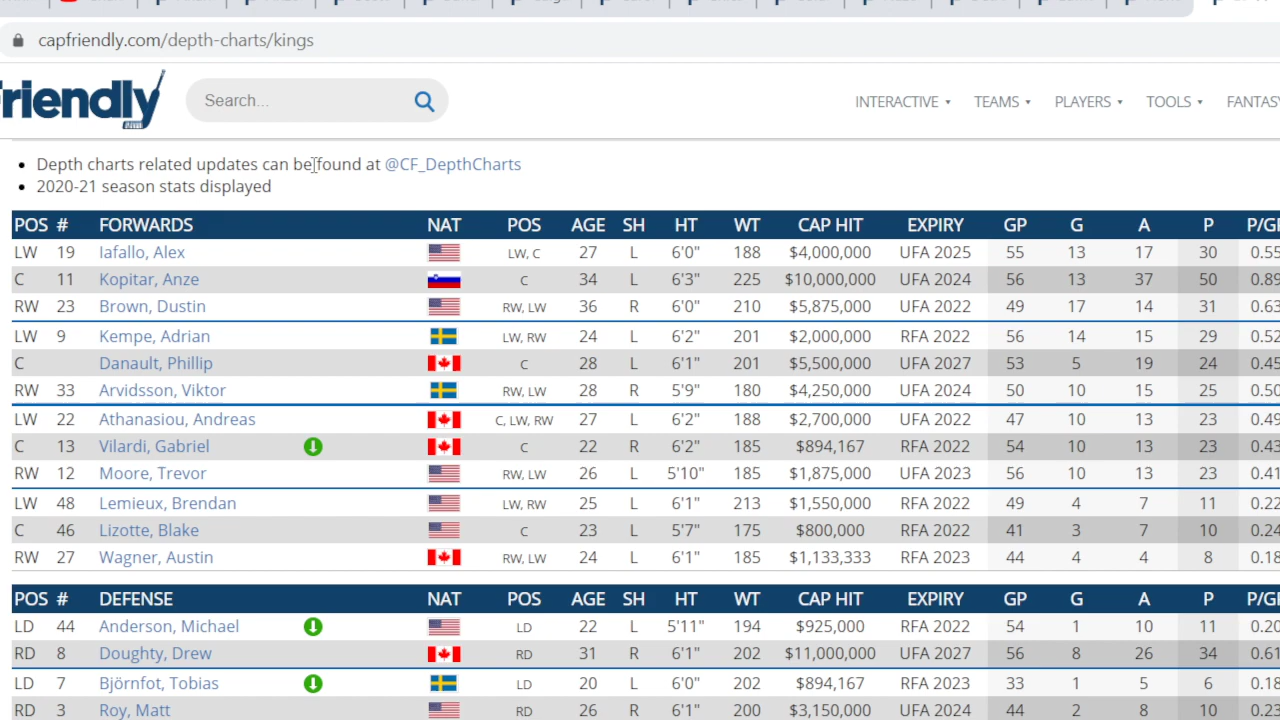 capfriendly.com/depth-charts/kings
friendly Search... INTERACTIVE TEAMS PLAYERS TOOLS FANTASY
Depth charts related updates can be found at @CF_DepthCharts
2020-21 season stats displayed
POS # FORWARDS NAT POS AGE SH HT WT CAP HIT EXPIRY GP G A P P/G
LW 19 Iafallo, Alex LW, C 27 L 6'0" 188 $4,000,000 UFA 2025 55 13 17 30 0.55
C 11 Kopitar, Anze C 34 L 6'3" 225 $10,000,000 UFA 2024 56 13 37 50 0.89
RW 23 Brown, Dustin RW, LW 36 R 6'0" 210 $5,875,000 UFA 2022 49 17 14 31 0.63
LW 9 Kempe, Adrian LW, RW 24 L 6'2" 201 $2,000,000 RFA 2022 56 14 15 29 0.52
C Danault, Phillip C 28 L 6'1" 201 $5,500,000 UFA 2027 53 5 19 24 0.45
RW 33 Arvidsson, Viktor RW, LW 28 R 5'9" 180 $4,250,000 UFA 2024 50 10 15 25 0.50
LW 22 Athanasiou, Andreas C, LW, RW 27 L 6'2" 188 $2,700,000 UFA 2022 47 10 13 23 0.49
C 13 Vilardi, Gabriel C 22 R 6'2" 185 $894,167 RFA 2022 54 10 13 23 0.43
RW 12 Moore, Trevor RW, LW 26 L 5'10" 185 $1,875,000 UFA 2023 56 10 13 23 0.41
LW 48 Lemieux, Brendan LW, RW 25 L 6'1" 213 $1,550,000 RFA 2022 49 4 7 11 0.22
C 46 Lizotte, Blake C 23 L 5'7" 175 $800,000 RFA 2022 41 3 7 10 0.24
RW 27 Wagner, Austin RW, LW 24 L 6'1" 185 $1,133,333 RFA 2023 44 4 4 8 0.18
POS # DEFENSE NAT POS AGE SH HT WT CAP HIT EXPIRY GP G A P P/G
LD 44 Anderson, Michael LD 22 L 5'11" 194 $925,000 RFA 2022 54 1 10 11 0.20
RD 8 Doughty, Drew RD 31 R 6'1" 202 $11,000,000 UFA 2027 56 8 26 34 0.61
LD 7 Björnfot, Tobias LD 20 L 6'0" 202 $894,167 RFA 2023 33 1 5 6 0.18
RD 3 Roy, Matt RD 26 R 6'1" 200 $3,150,000 UFA 2024 44 2 8 10 0.23